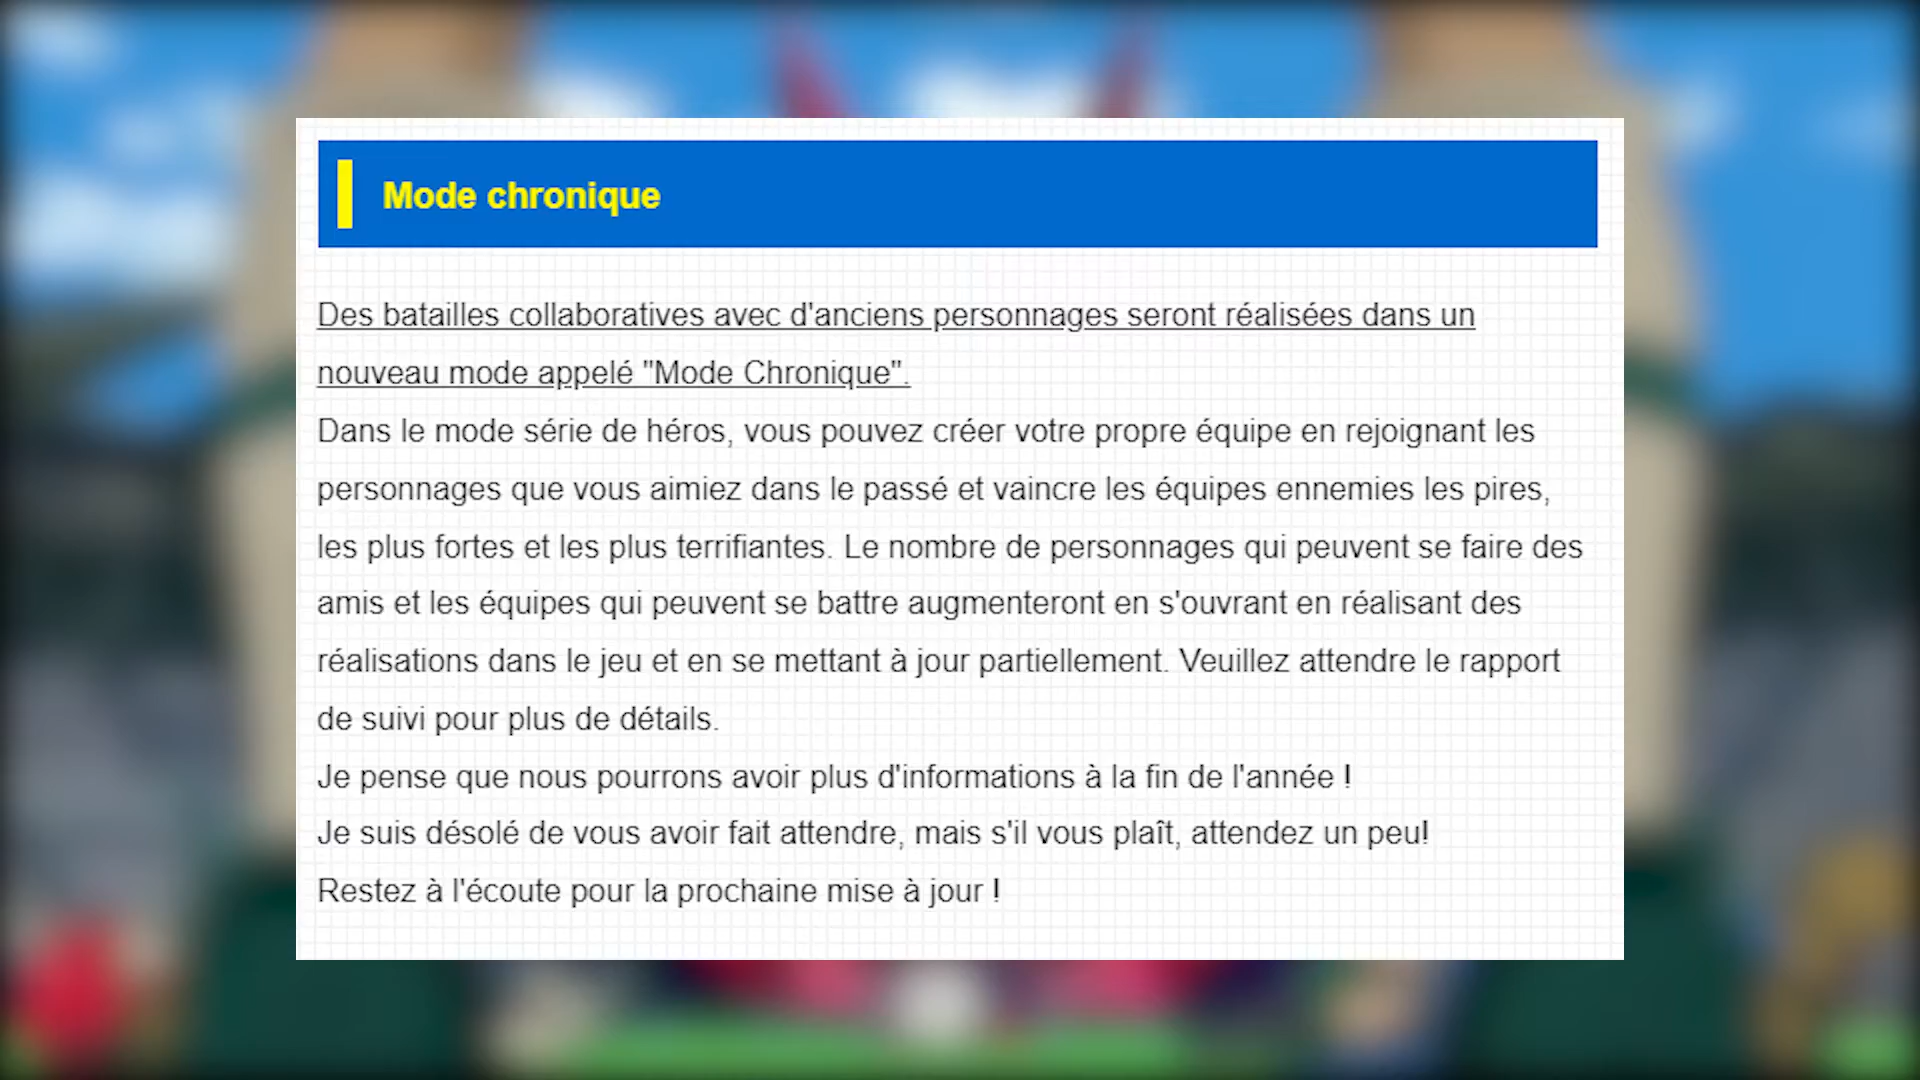 Mode chronique
Des batailles collaboratives avec d'anciens personnages seront réalisées dans un
nouveau mode appelé "Mode Chronique".
Dans le mode série de héros, vous pouvez créer votre propre équipe en rejoignant les
personnages que vous aimiez dans le passé et vaincre les équipes ennemies les pires,
les plus fortes et les plus terrifiantes. Le nombre de personnages qui peuvent se faire des
amis et les équipes qui peuvent se battre augmenteront en s'ouvrant en réalisant des
réalisations dans le jeu et en se mettant à jour partiellement. Veuillez attendre le rapport
de suivi pour plus de détails.
Je pense que nous pourrons avoir plus d'informations à la fin de l'année !
Je suis désolé de vous avoir fait attendre, mais s'il vous plaît, attendez un peu!
Restez à l'écoute pour la prochaine mise à jour !